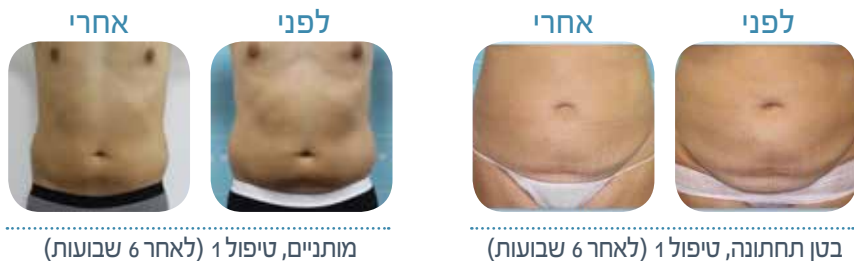 לפני
אחרי
בטן תחתונה, טיפול 1 (לאחר 6 שבועות)
לפני
אחרי
מותניים, טיפול 1 (לאחר 6 שבועות)